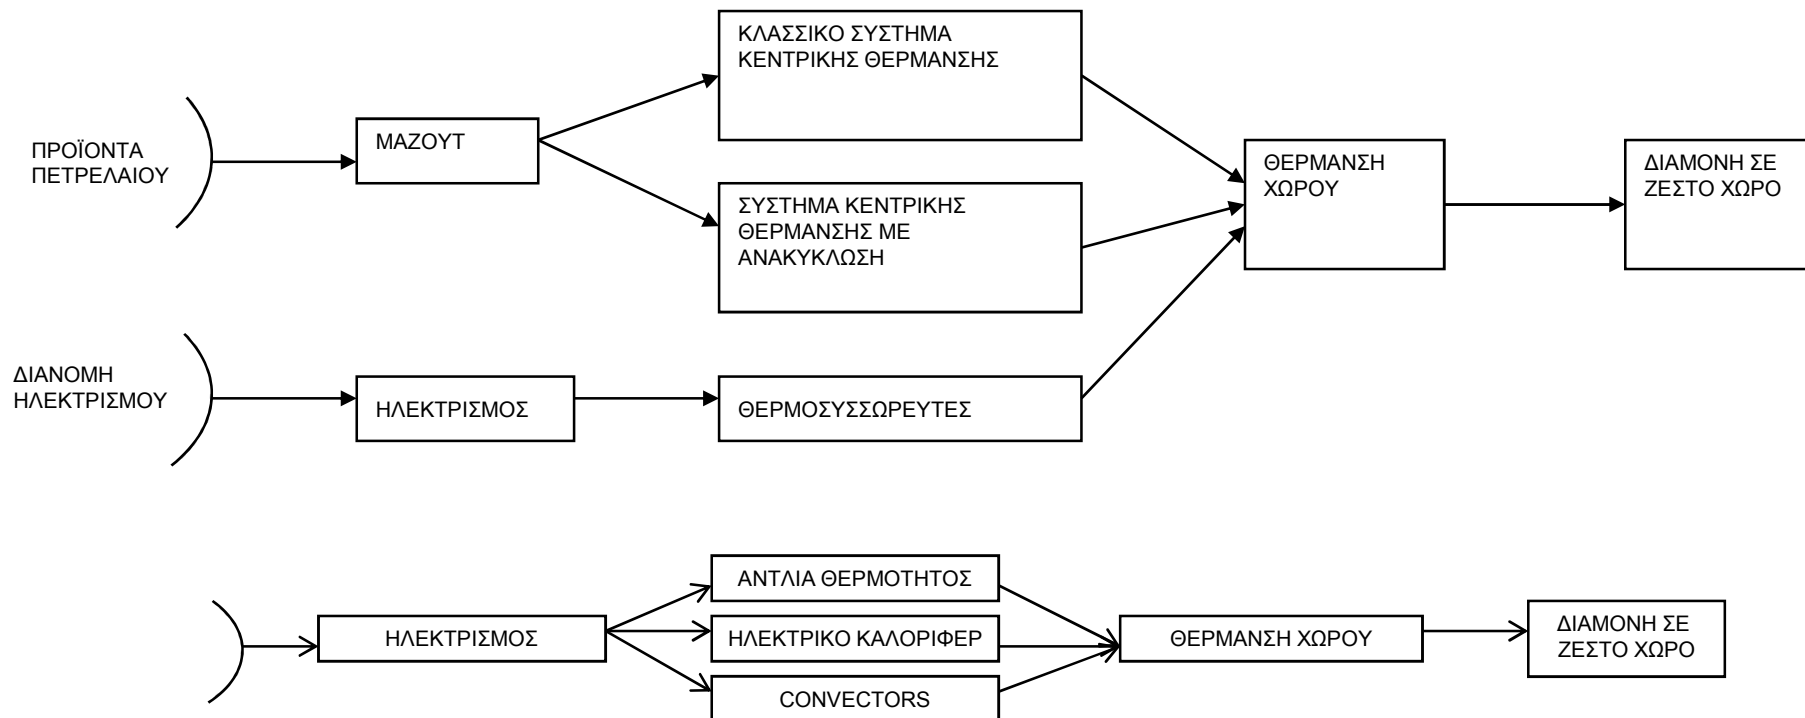 ΠΡΟΪΟΝΤΑ
ΠΕΤΡΕΛΑΙΟΥ
ΜΑΖΟΥΤ
ΚΛΑΣΣΙΚΟ ΣΥΣΤΗΜΑ
ΚΕΝΤΡΙΚΗΣ ΘΕΡΜΑΝΣΗΣ
ΣΥΣΤΗΜΑ ΚΕΝΤΡΙΚΗΣ
ΘΕΡΜΑΝΣΗΣ ΜΕ
ΑΝΑΚΥΚΛΩΣΗ
ΘΕΡΜΑΝΣΗ
ΧΩΡΟΥ
ΔΙΑΜΟΝΗ ΣΕ
ΖΕΣΤΟ ΧΩΡΟ
ΔΙΑΝΟΜΗ
ΗΛΕΚΤΡΙΣΜΟΥ
ΗΛΕΚΤΡΙΣΜΟΣ
ΘΕΡΜΟΣΥΣΣΩΡΕΥΤΕΣ
ΗΛΕΚΤΡΙΣΜΟΣ
ΑΝΤΛΙΑ ΘΕΡΜΟΤΗΤΟΣ
ΗΛΕΚΤΡΙΚΟ ΚΑΛΟΡΙΦΕΡ
CONVECTORS
ΘΕΡΜΑΝΣΗ ΧΩΡΟΥ
ΔΙΑΜΟΝΗ ΣΕ
ΖΕΣΤΟ ΧΩΡΟ